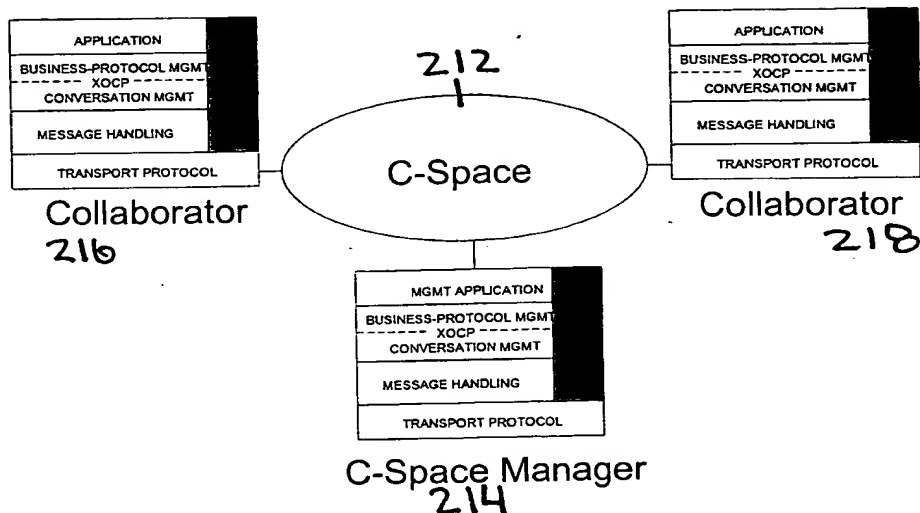 APPLICATION
BUSINESS-PROTOCOL MGMT
XOCP
CONVERSATION MGMT
MESSAGE HANDLING
TRANSPORT PROTOCOL
Collaborator
216
212
C-Space
APPLICATION
BUSINESS-PROTOCOL MGMT
XOCP
CONVERSATION MGMT
MESSAGE HANDLING
TRANSPORT PROTOCOL
Collaborator
218
MGMT APPLICATION
BUSINESS-PROTOCOL MGMT
XOCP
CONVERSATION MGMT
MESSAGE HANDLING
TRANSPORT PROTOCOL
C-Space Manager
214